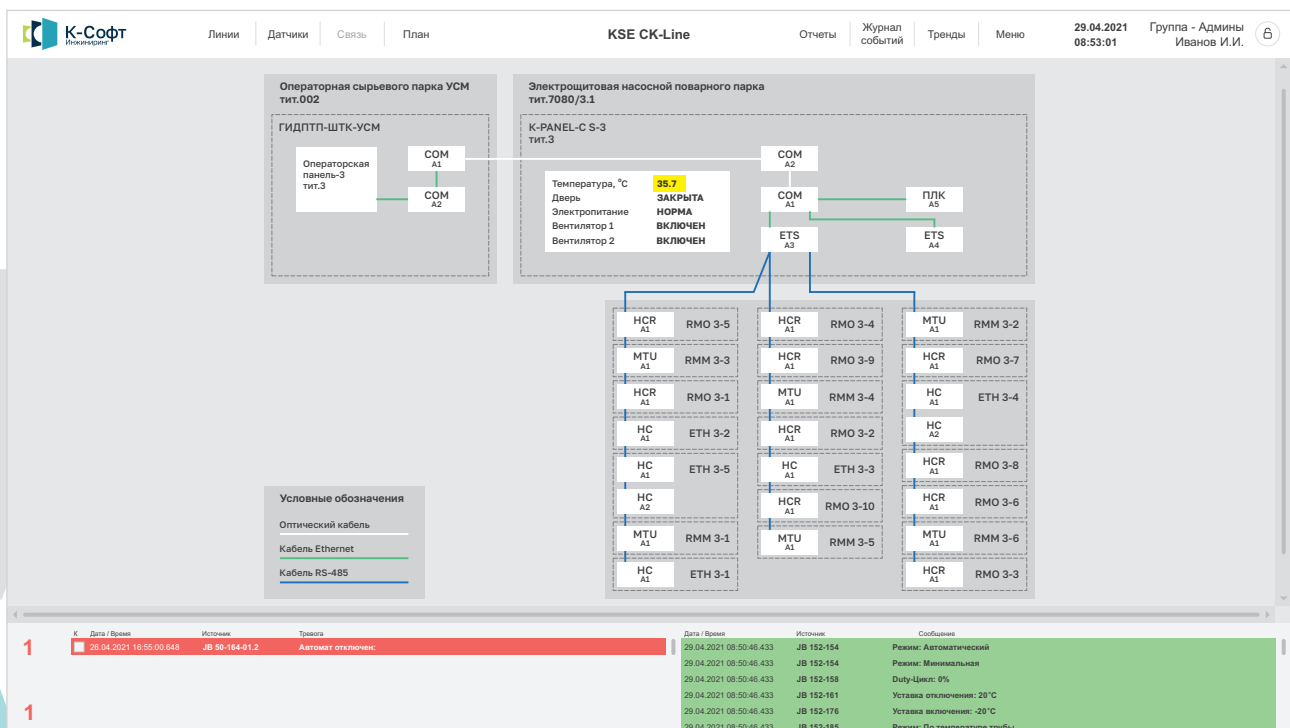 К-Софт
Инжиниринг
Линии
Датчики
Связь
План
KSE CK-Line
Отчеты
Журнал
событий
Тренды
Меню
29.04.2021
08:53:01
Группа - Админы
Иванов И.И.
Операторная сырьевого парка УСМ
тит.002
ГИДПТП-ШТК-УСМ
Операторская
панель-3
тит.3
COM
A1
COM
A2
Электрощитовая насосной поварного парка
тит.7080/3.1
K-PANEL-C S-3
тит.3
Температура, °С 35.7
Дверь ЗАКРЫТА
Электропитание НОРМА
Вентилятор 1 ВКЛЮЧЕН
Вентилятор 2 ВКЛЮЧЕН
COM
A2
COM
A1
ПЛК
A5
ETS
A3
ETS
A4
HCR
A1
RMO 3-5
MTU
A1
RMM 3-3
HCR
A1
RMO 3-1
HC
A1
ETH 3-2
HC
A1
ETH 3-5
HC
A2
MTU
A1
RMM 3-1
HC
A1
ETH 3-1
HCR
A1
RMO 3-4
HCR
A1
RMO 3-9
MTU
A1
RMM 3-4
HCR
A1
RMO 3-2
HC
A1
ETH 3-3
HCR
A1
RMO 3-10
MTU
A1
RMM 3-5
MTU
A1
RMM 3-2
HCR
A1
RMO 3-7
HC
A1
ETH 3-4
HC
A2
HCR
A1
RMO 3-8
HCR
A1
RMO 3-6
MTU
A1
RMM 3-6
HCR
A1
RMO 3-3
Условные обозначения
Оптический кабель
Кабель Ethernet
Кабель RS-485
1
К Дата / Время Источник Тревога
26.04.2021 16:55:00.648 JB 50-164-01.2 Автомат отключен:
1
Дата / Время Источник Сообщение
29.04.2021 08:50:46.433 JB 152-154 Режим: Автоматический
29.04.2021 08:50:46.433 JB 152-154 Режим: Минимальная
29.04.2021 08:50:46.433 JB 152-158 Duty-Цикл: 0%
29.04.2021 08:50:46.433 JB 152-161 Уставка отключения: 20°С
29.04.2021 08:50:46.433 JB 152-176 Уставка включения: -20°С
29.04.2021 08:50:46.433 JB 152-185 Режим: По температуре трубы